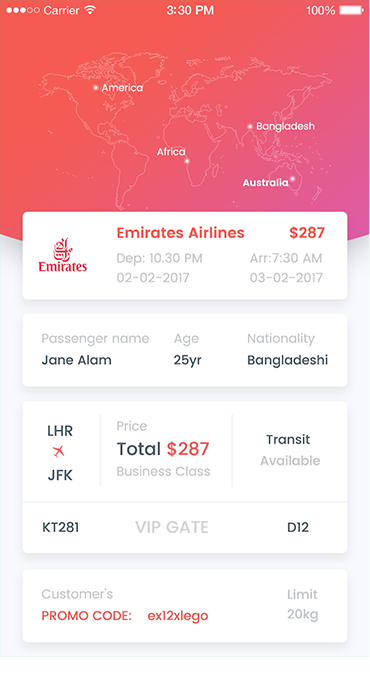 Carrier 3:30 PM 100%
America
Bangladesh
Africa
Australia
Emirates Airlines $287
Emirates
Dep: 10.30 PM Arr:7:30 AM
02-02-2017 03-02-2017
Passenger name Age Nationality
Jane Alam 25yr Bangladeshi
LHR
JFK
Price
Total $287
Business Class
Transit
Available
KT281 VIP GATE D12
Customer's Limit
PROMO CODE: ex12xlego 20kg